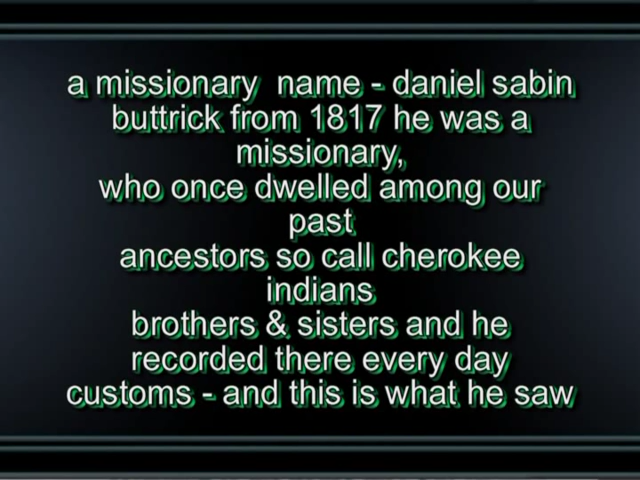 a missionary  name - daniel sabin
buttrick from 1817 he was a
missionary,
who once dwelled among our
past
ancestors so call cherokee
indians
brothers & sisters and he
recorded there every day
customs - and this is what he saw